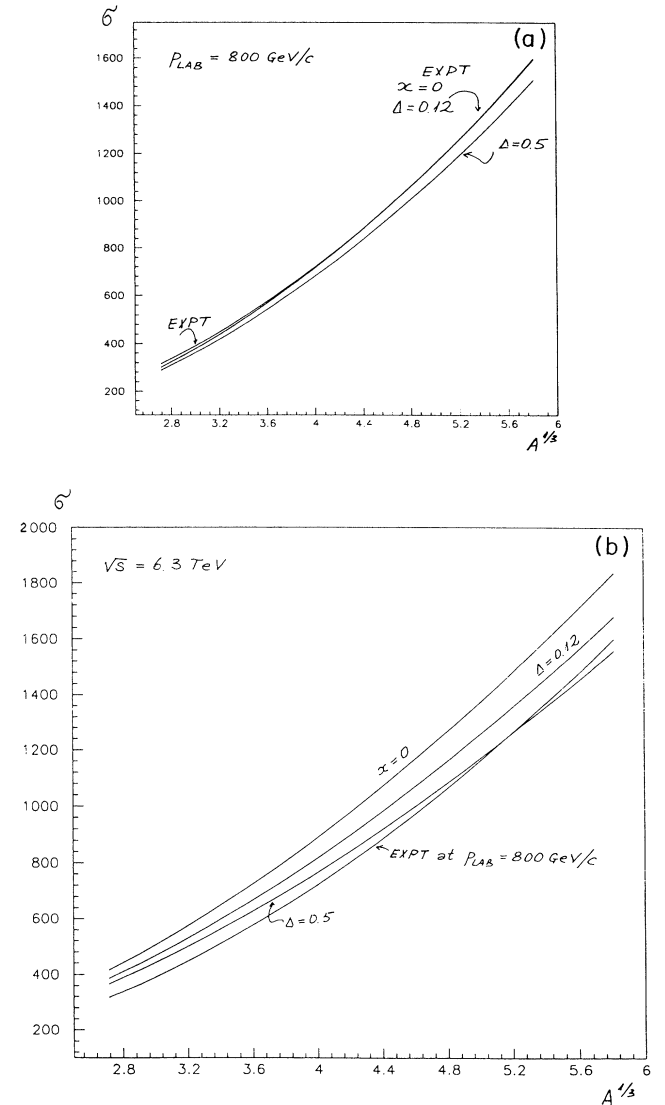 σ
(a)
P_LAB = 800 GeV/c
EXPT
x=0
Δ=0.12
Δ=0.5
EXPT
1600
1400
1200
1000
800
600
400
200
2.8 3.2 3.6 4 4.4 4.8 5.2 5.6 6
A^1/3
σ
(b)
√s = 6.3 TeV
2000
1800
1600
1400
1200
1000
800
600
400
200
Δ=0.12
x=0
EXPT at P_LAB = 800 GeV/c
Δ=0.5
2.8 3.2 3.6 4 4.4 4.8 5.2 5.6 6
A^1/3